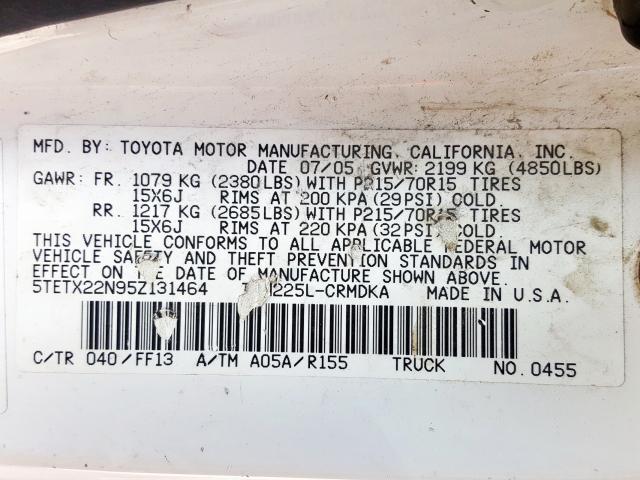 MFD. BY: TOYOTA MOTOR MANUFACTURING, CALIFORNIA, INC.
DATE 07/05 GVWR: 2199 KG (4850LBS)
GAWR: FR. 1079 KG (2380LBS) WITH P215/70R15 TIRES
15X6J RIMS AT 200 KPA (29PSI) COLD.
RR. 1217 KG (2685LBS) WITH P215/70R15 TIRES
15X6J RIMS AT 220 KPA (32PSI) COLD.
THIS VEHICLE CONFORMS TO ALL APPLICABLE FEDERAL MOTOR
VEHICLE SAFETY AND THEFT PREVENTION STANDARDS IN
EFFECT ON THE DATE OF MANUFACTURE SHOWN ABOVE.
5TETX22N95Z131464 225L-CRMDKA MADE IN U.S.A.
C/TR 040/FF13 A/TM A05A/R155 TRUCK NO. 0455